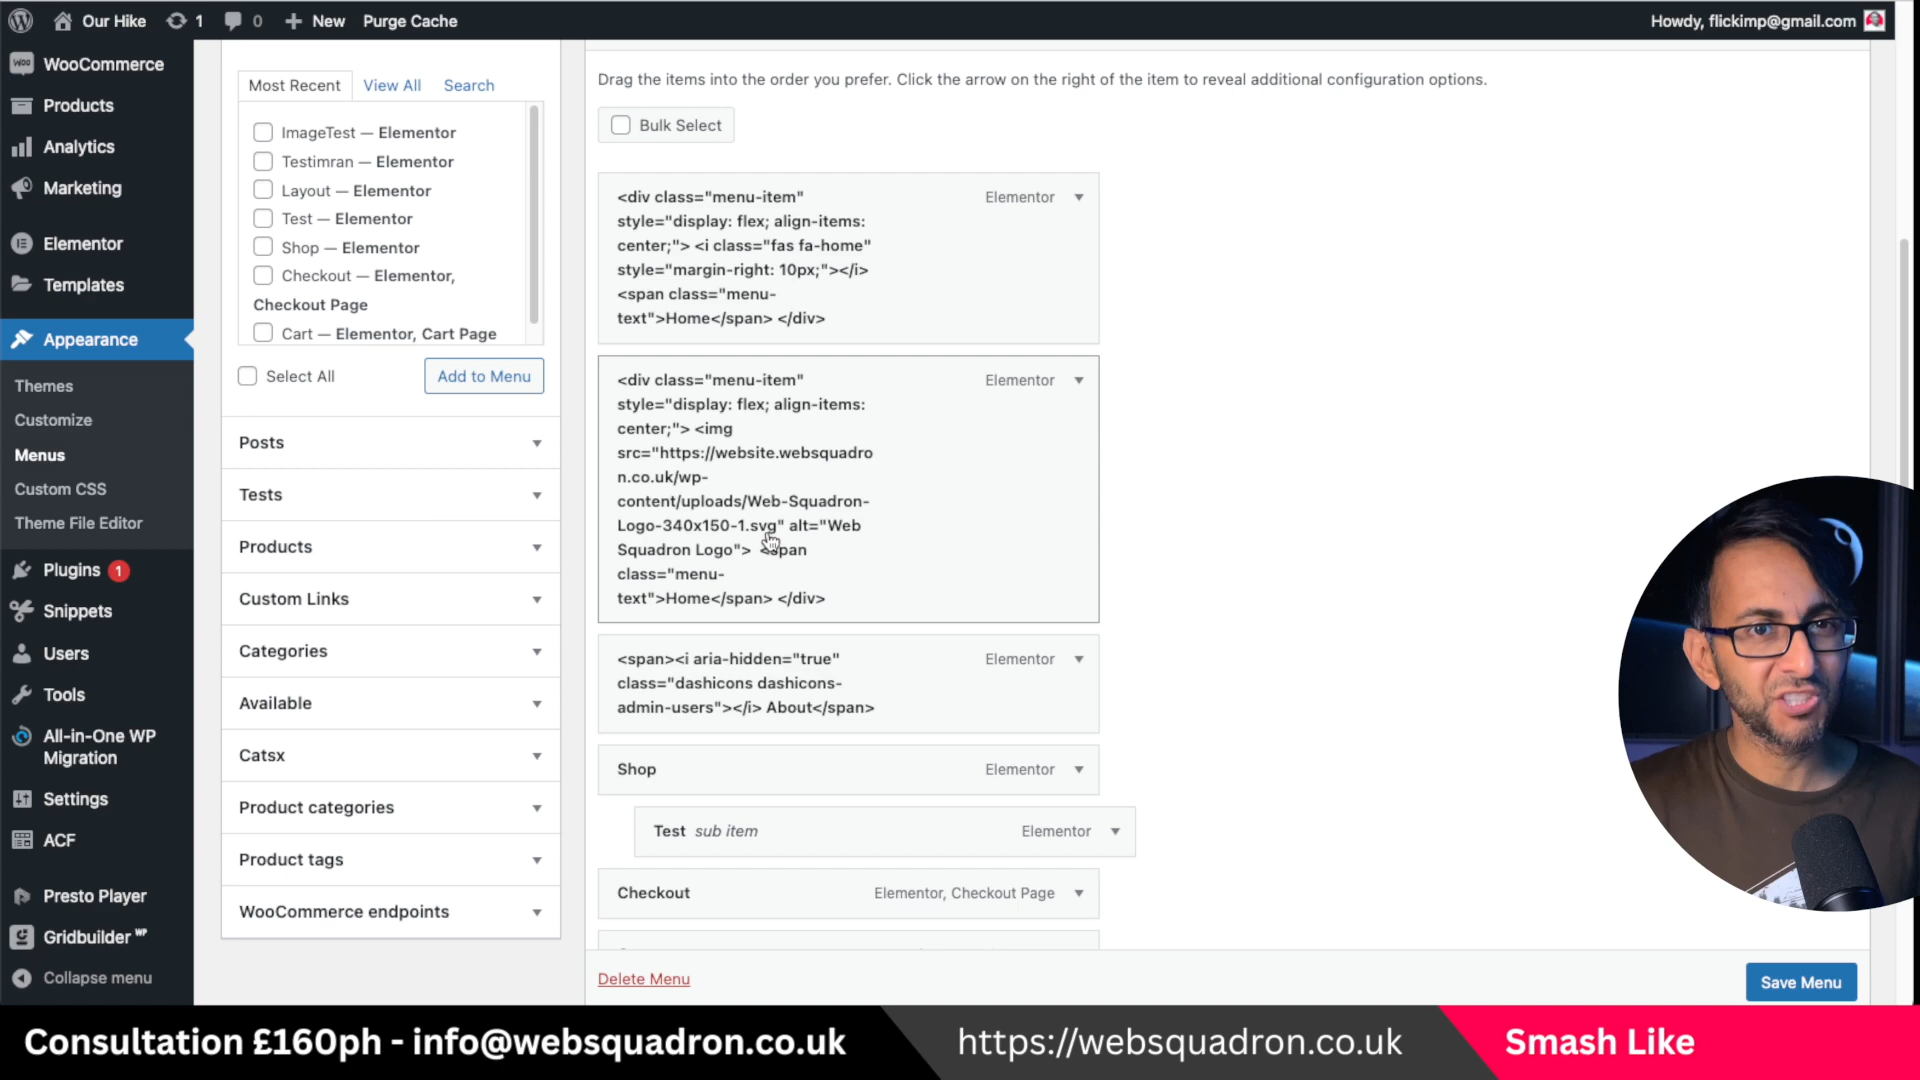 Our Hike
1
0
New
Purge Cache
Howdy, flickimp@gmail.com
WooCommerce
Products
Analytics
Marketing
Elementor
Templates
Appearance
Themes
Customize
Menus
Custom CSS
Theme File Editor
Plugins 1
Snippets
Users
Tools
All-in-One WP
Migration
Settings
ACF
Presto Player
Gridbuilder WP
Collapse menu
Most Recent
View All
Search
ImageTest — Elementor
Testimran — Elementor
Layout — Elementor
Test — Elementor
Shop — Elementor
Checkout — Elementor,
Checkout Page
Cart — Elementor, Cart Page
Select All
Add to Menu
Posts
Tests
Products
Custom Links
Categories
Available
Catsx
Product categories
Product tags
WooCommerce endpoints
Drag the items into the order you prefer. Click the arrow on the right of the item to reveal additional configuration options.
Bulk Select
<div class="menu-item"
style="display: flex; align-items:
center;"> <i class="fas fa-home"
style="margin-right: 10px;"></i>
<span class="menu-
text">Home</span> </div>
Elementor
<div class="menu-item"
style="display: flex; align-items:
center;"> <img
src="https://website.websquadro
n.co.uk/wp-
content/uploads/Web-Squadron-
Logo-340x150-1.svg" alt="Web
Squadron Logo"> <span
class="menu-
text">Home</span> </div>
Elementor
<span><i aria-hidden="true"
class="dashicons dashicons-
admin-users"></i> About</span>
Elementor
Shop
Elementor
Test sub item
Elementor
Checkout
Elementor, Checkout Page
Delete Menu
Save Menu
Consultation £160ph - info@websquadron.co.uk
https://websquadron.co.uk
Smash Like